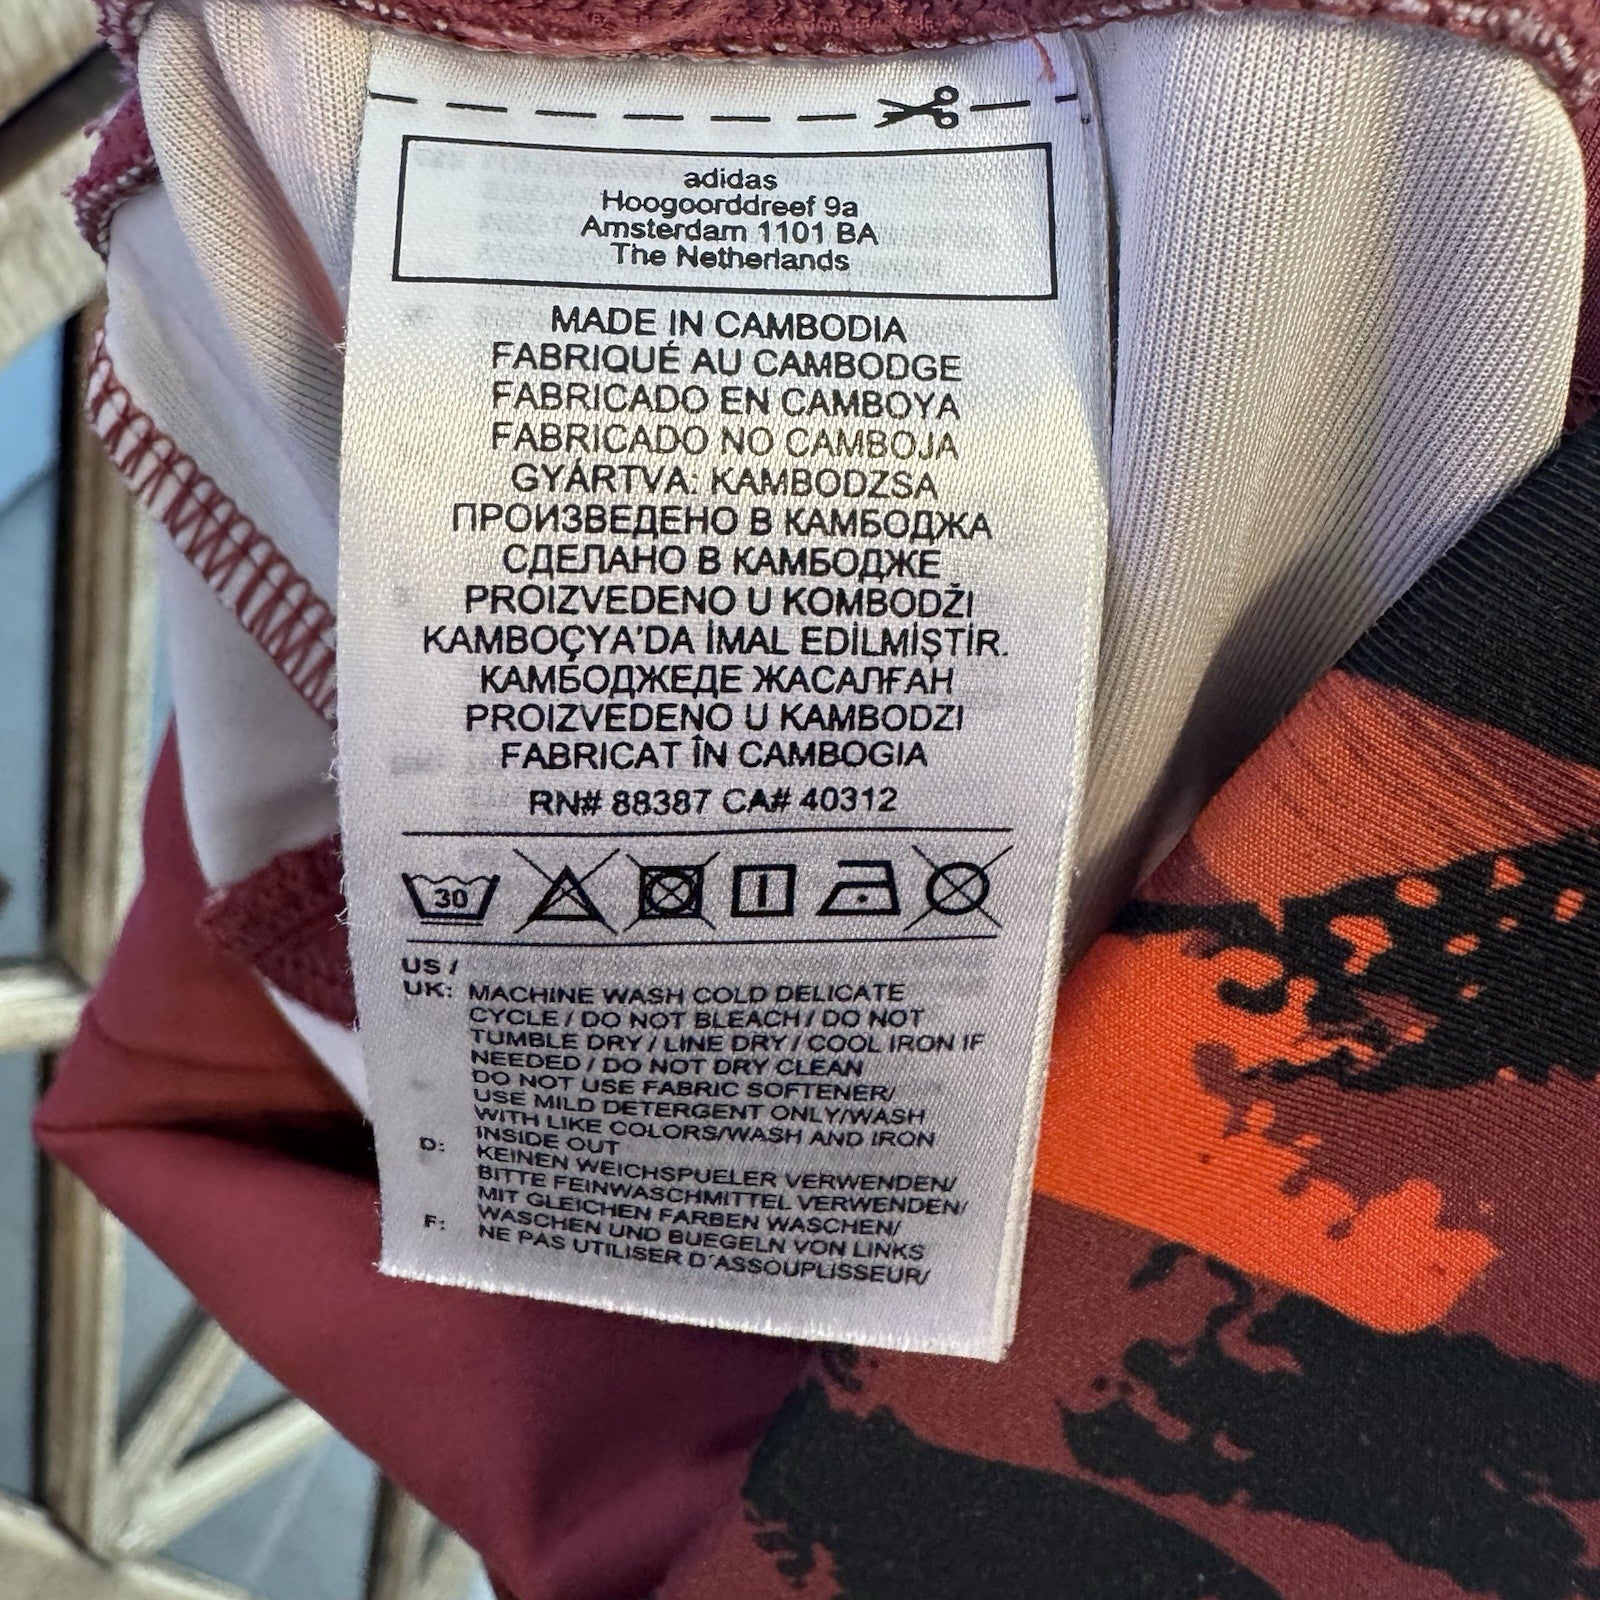 adidas
Hoogoorddreef 9a
Amsterdam 1101 BA
The Netherlands
MADE IN CAMBODIA
FABRIQUÉ AU CAMBODGE
FABRICADO EN CAMBOYA
FABRICADO NO CAMBOJA
GYÁRTVA: KAMBODZSA
ПРОИЗВЕДЕНО В КАМБОДЖА
СДЕЛАНО В КАМБОДЖЕ
PROIZVEDENO U KOMBODŽI
KAMBOÇYA'DA İMAL EDİLMİŞTİR.
КАМБОДЖЕДЕ ЖАСАЛҒАН
PROIZVEDENO U KAMBODZI
FABRICAT ÎN CAMBOGIA
RN# 88387 CA# 40312
30
US /
UK: MACHINE WASH COLD DELICATE
CYCLE / DO NOT BLEACH / DO NOT
TUMBLE DRY / LINE DRY / COOL IRON IF
NEEDED / DO NOT DRY CLEAN
DO NOT USE FABRIC SOFTENER/
USE MILD DETERGENT ONLY/WASH
WITH LIKE COLORS/WASH AND IRON
INSIDE OUT
D: KEINEN WEICHSPUELER VERWENDEN/
BITTE FEINWASCHMITTEL VERWENDEN/
MIT GLEICHEN FARBEN WASCHEN/
WASCHEN UND BUEGELN VON LINKS
F: NE PAS UTILISER D´ASSOUPLISSEUR/